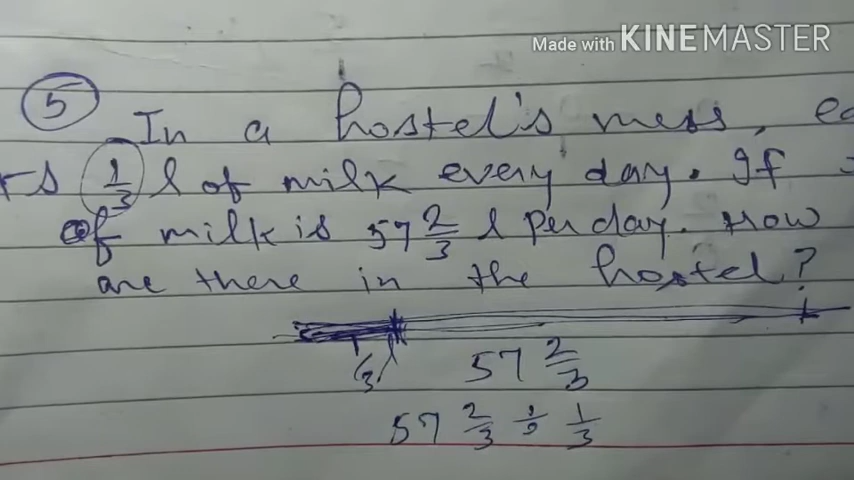 Made with KINEMASTER
5 In a hostel's mess, ea
rs 1/3 l of milk every day. If
of milk is 57 2/3 l per day. How
are there in the hostel?
1/3 57 2/3
57 2/3 ÷ 1/3